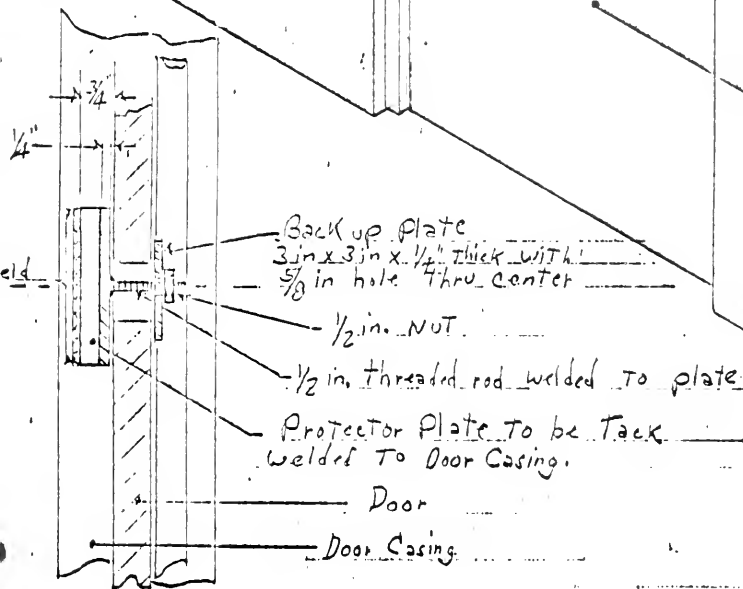 3/4"
1/4"
Back up Plate
3 in x 3 in x 1/4" Thick with
5/8 in hole Thru center
eld
1/2 in. NUT
1/2 in. threaded rod welded To plate
Protector Plate To be Tack
welded To Door Casing.
Door
Door Casing